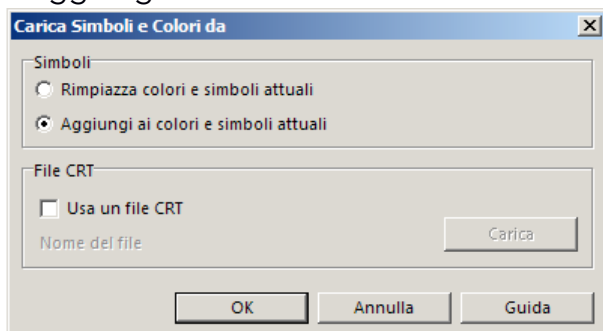 Carica Simboli e Colori da
Simboli
Rimpiazza colori e simboli attuali
Aggiungi ai colori e simboli attuali
File CRT
Usa un file CRT
Nome del file
Carica
OK Annulla Guida